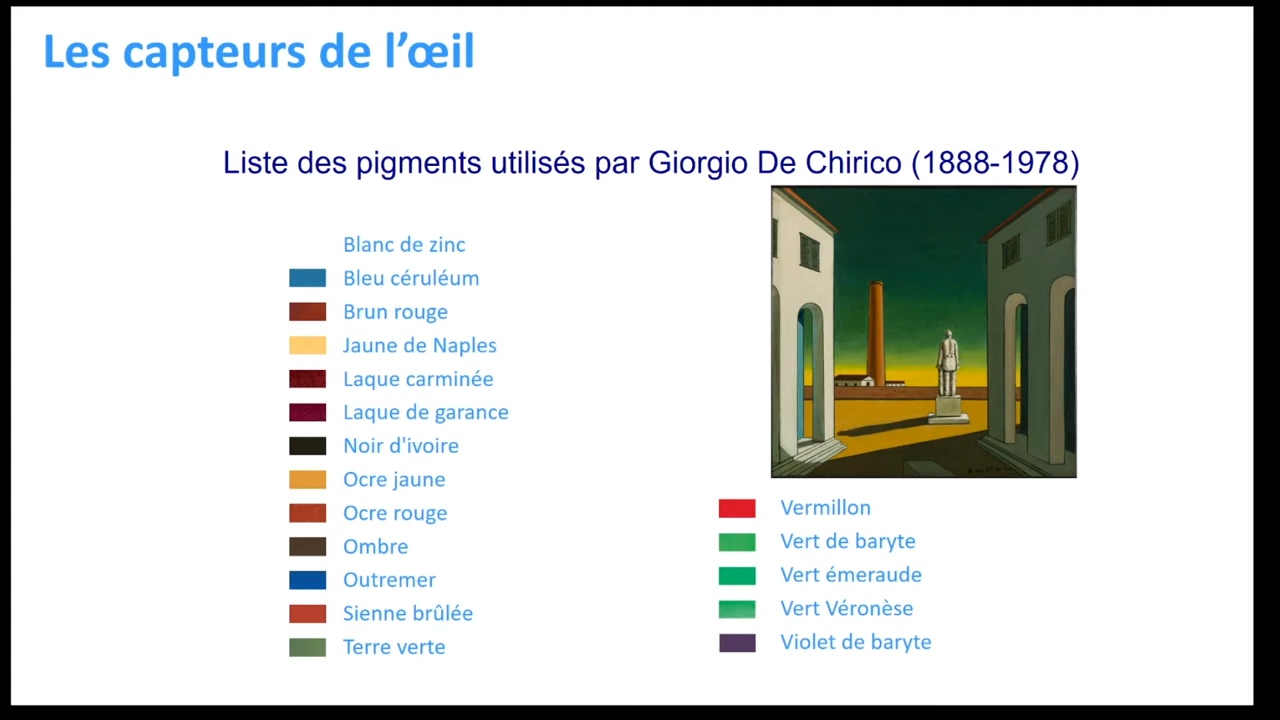 Les capteurs de l’œil
Liste des pigments utilisés par Giorgio De Chirico (1888-1978)
Blanc de zinc
Bleu céruléum
Brun rouge
Jaune de Naples
Laque carminée
Laque de garance
Noir d'ivoire
Ocre jaune
Ocre rouge
Ombre
Outremer
Sienne brûlée
Terre verte
Vermillon
Vert de baryte
Vert émeraude
Vert Véronèse
Violet de baryte